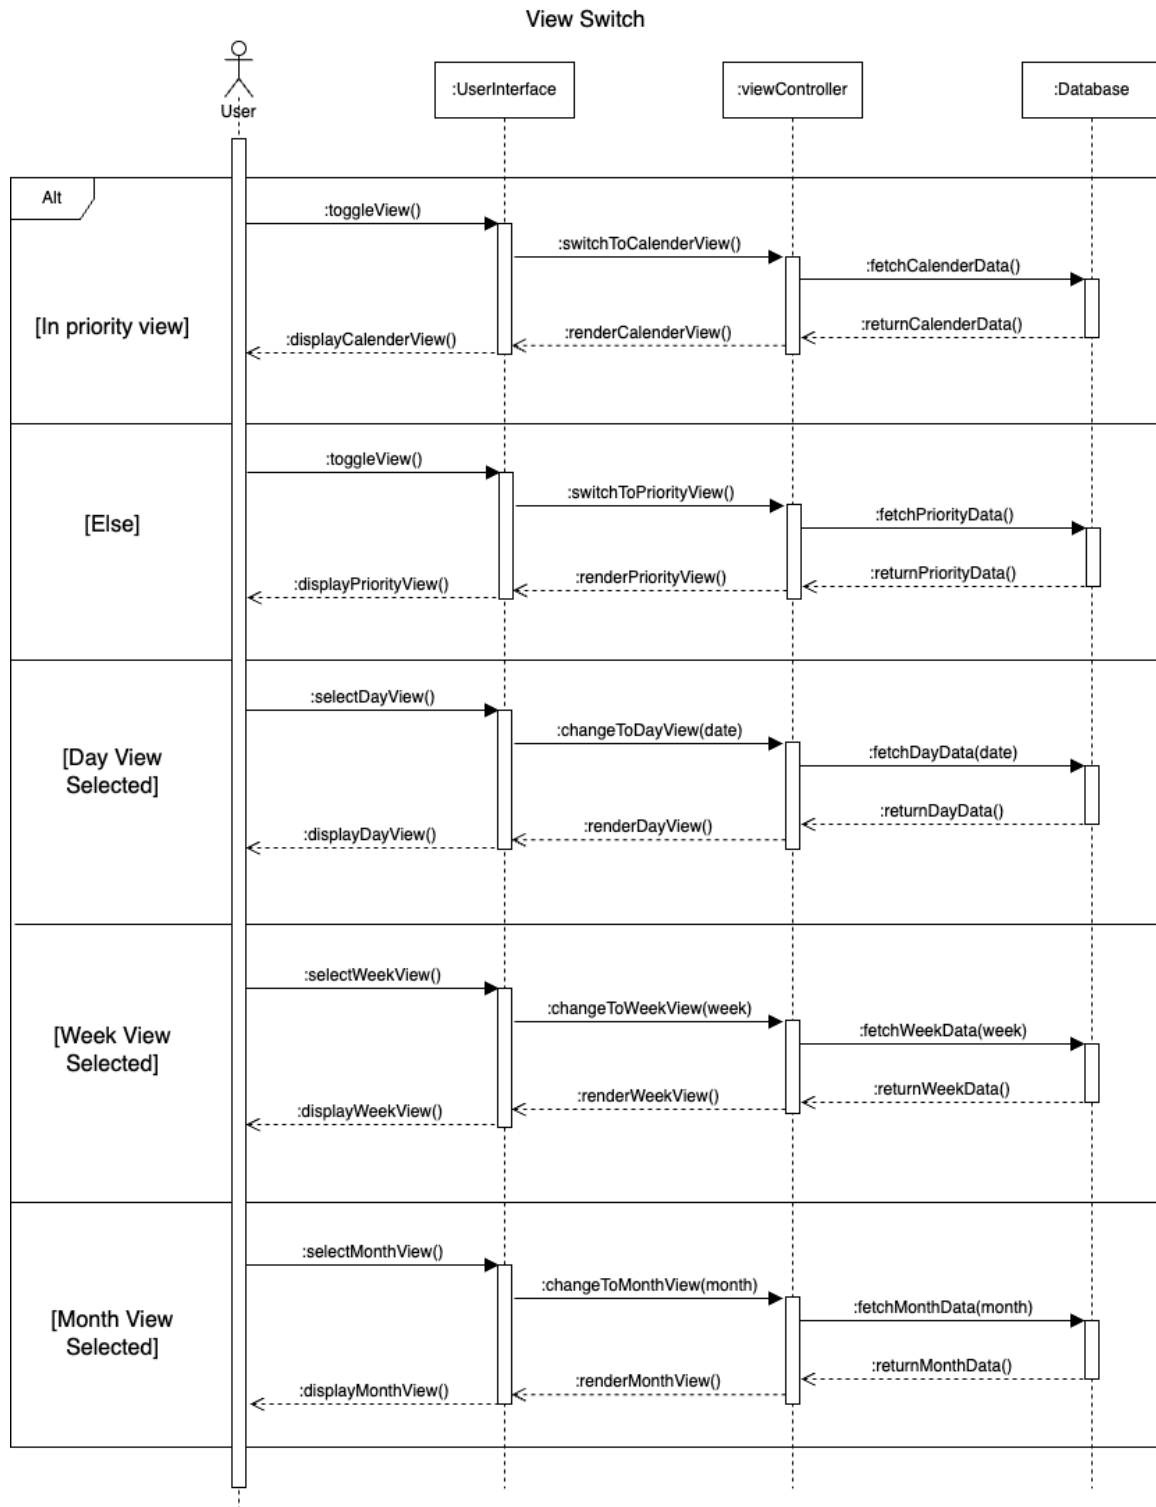 View Switch
User
:UserInterface
:viewController
:Database
Alt
:toggleView()
:switchToCalenderView()
:fetchCalenderData()
[In priority view]
:returnCalenderData()
:renderCalenderView()
:displayCalenderView()
:toggleView()
:switchToPriorityView()
:fetchPriorityData()
[Else]
:returnPriorityData()
:renderPriorityView()
:displayPriorityView()
:selectDayView()
:changeToDayView(date)
:fetchDayData(date)
[Day View
Selected]
:returnDayData()
:renderDayView()
:displayDayView()
:selectWeekView()
:changeToWeekView(week)
:fetchWeekData(week)
[Week View
Selected]
:returnWeekData()
:renderWeekView()
:displayWeekView()
:selectMonthView()
:changeToMonthView(month)
:fetchMonthData(month)
[Month View
Selected]
:returnMonthData()
:renderMonthView()
:displayMonthView()